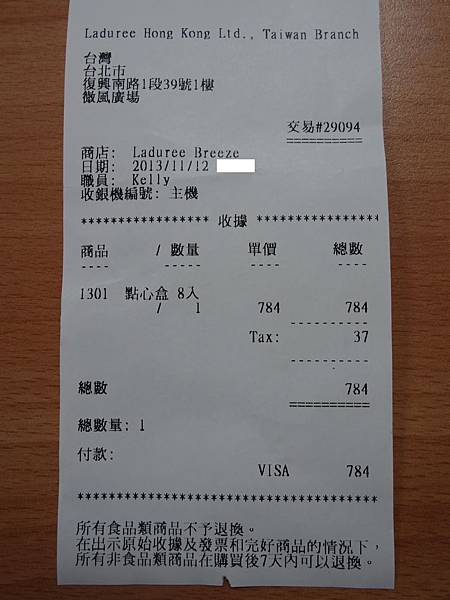 Laduree Hong Kong Ltd., Taiwan Branch
台灣
台北市
復興南路1段39號1樓
微風廣場
交易#29094
==========
商店: Laduree Breeze
日期: 2013/11/12
職員: Kelly
收銀機編號: 主機
***************** 收據 ****************
商品 / 數量 單價 總數
---- ----- ---- ----
1301 點心盒 8入
/ 1 784 784
----------
Tax: 37
----------
總數 784
==========
總數量: 1
付款:
VISA 784
****************************************
所有食品類商品不予退換。
在出示原始收據及發票和完好商品的情況下，
所有非食品類商品在購買後7天內可以退換。